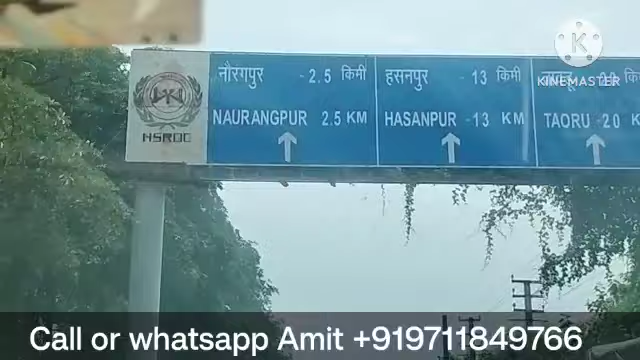 नौरंगपुर - 2.5 किमी
NAURANGPUR 2.5 KM
हसनपुर - 13 किमी
HASANPUR -13 KM
TAORU -20
HSRDC
KINEMASTER
Call or whatsapp Amit +919711849766